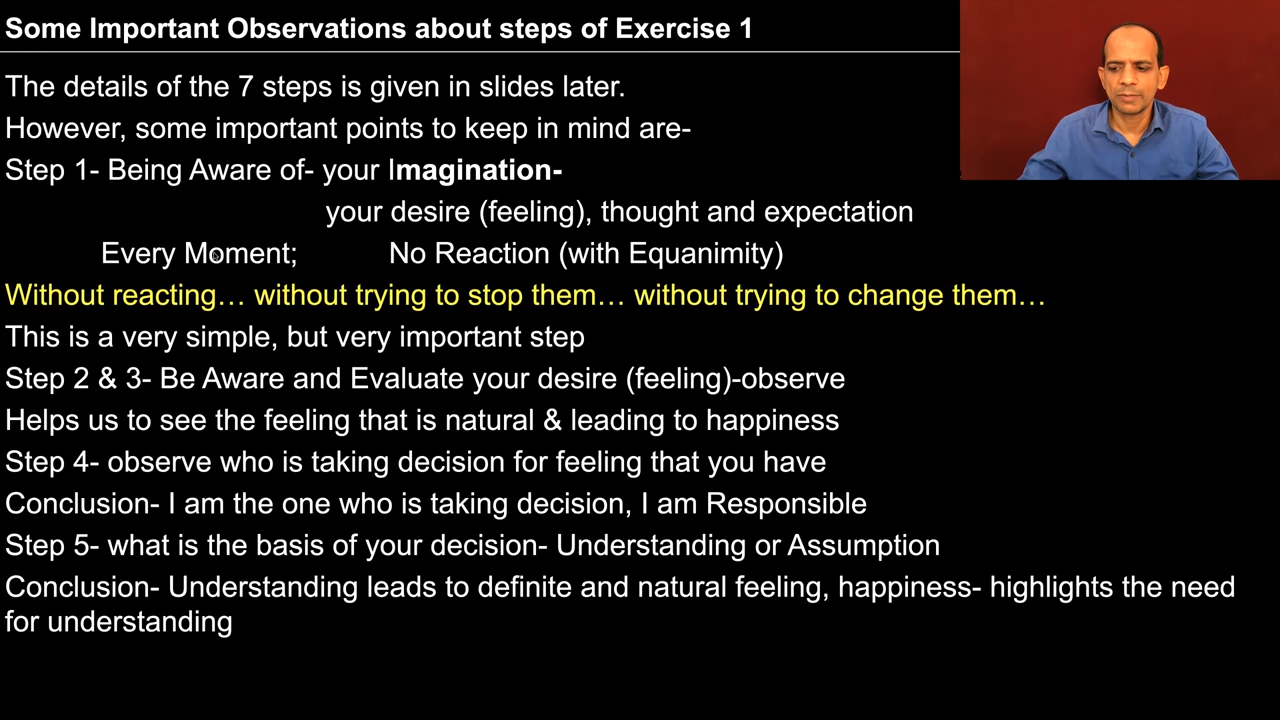 Some Important Observations about steps of Exercise 1
The details of the 7 steps is given in slides later.
However, some important points to keep in mind are-
Step 1- Being Aware of- your Imagination-
your desire (feeling), thought and expectation
Every Moment; No Reaction (with Equanimity)
Without reacting… without trying to stop them… without trying to change them…
This is a very simple, but very important step
Step 2 & 3- Be Aware and Evaluate your desire (feeling)-observe
Helps us to see the feeling that is natural & leading to happiness
Step 4- observe who is taking decision for feeling that you have
Conclusion- I am the one who is taking decision, I am Responsible
Step 5- what is the basis of your decision- Understanding or Assumption
Conclusion- Understanding leads to definite and natural feeling, happiness- highlights the need
for understanding